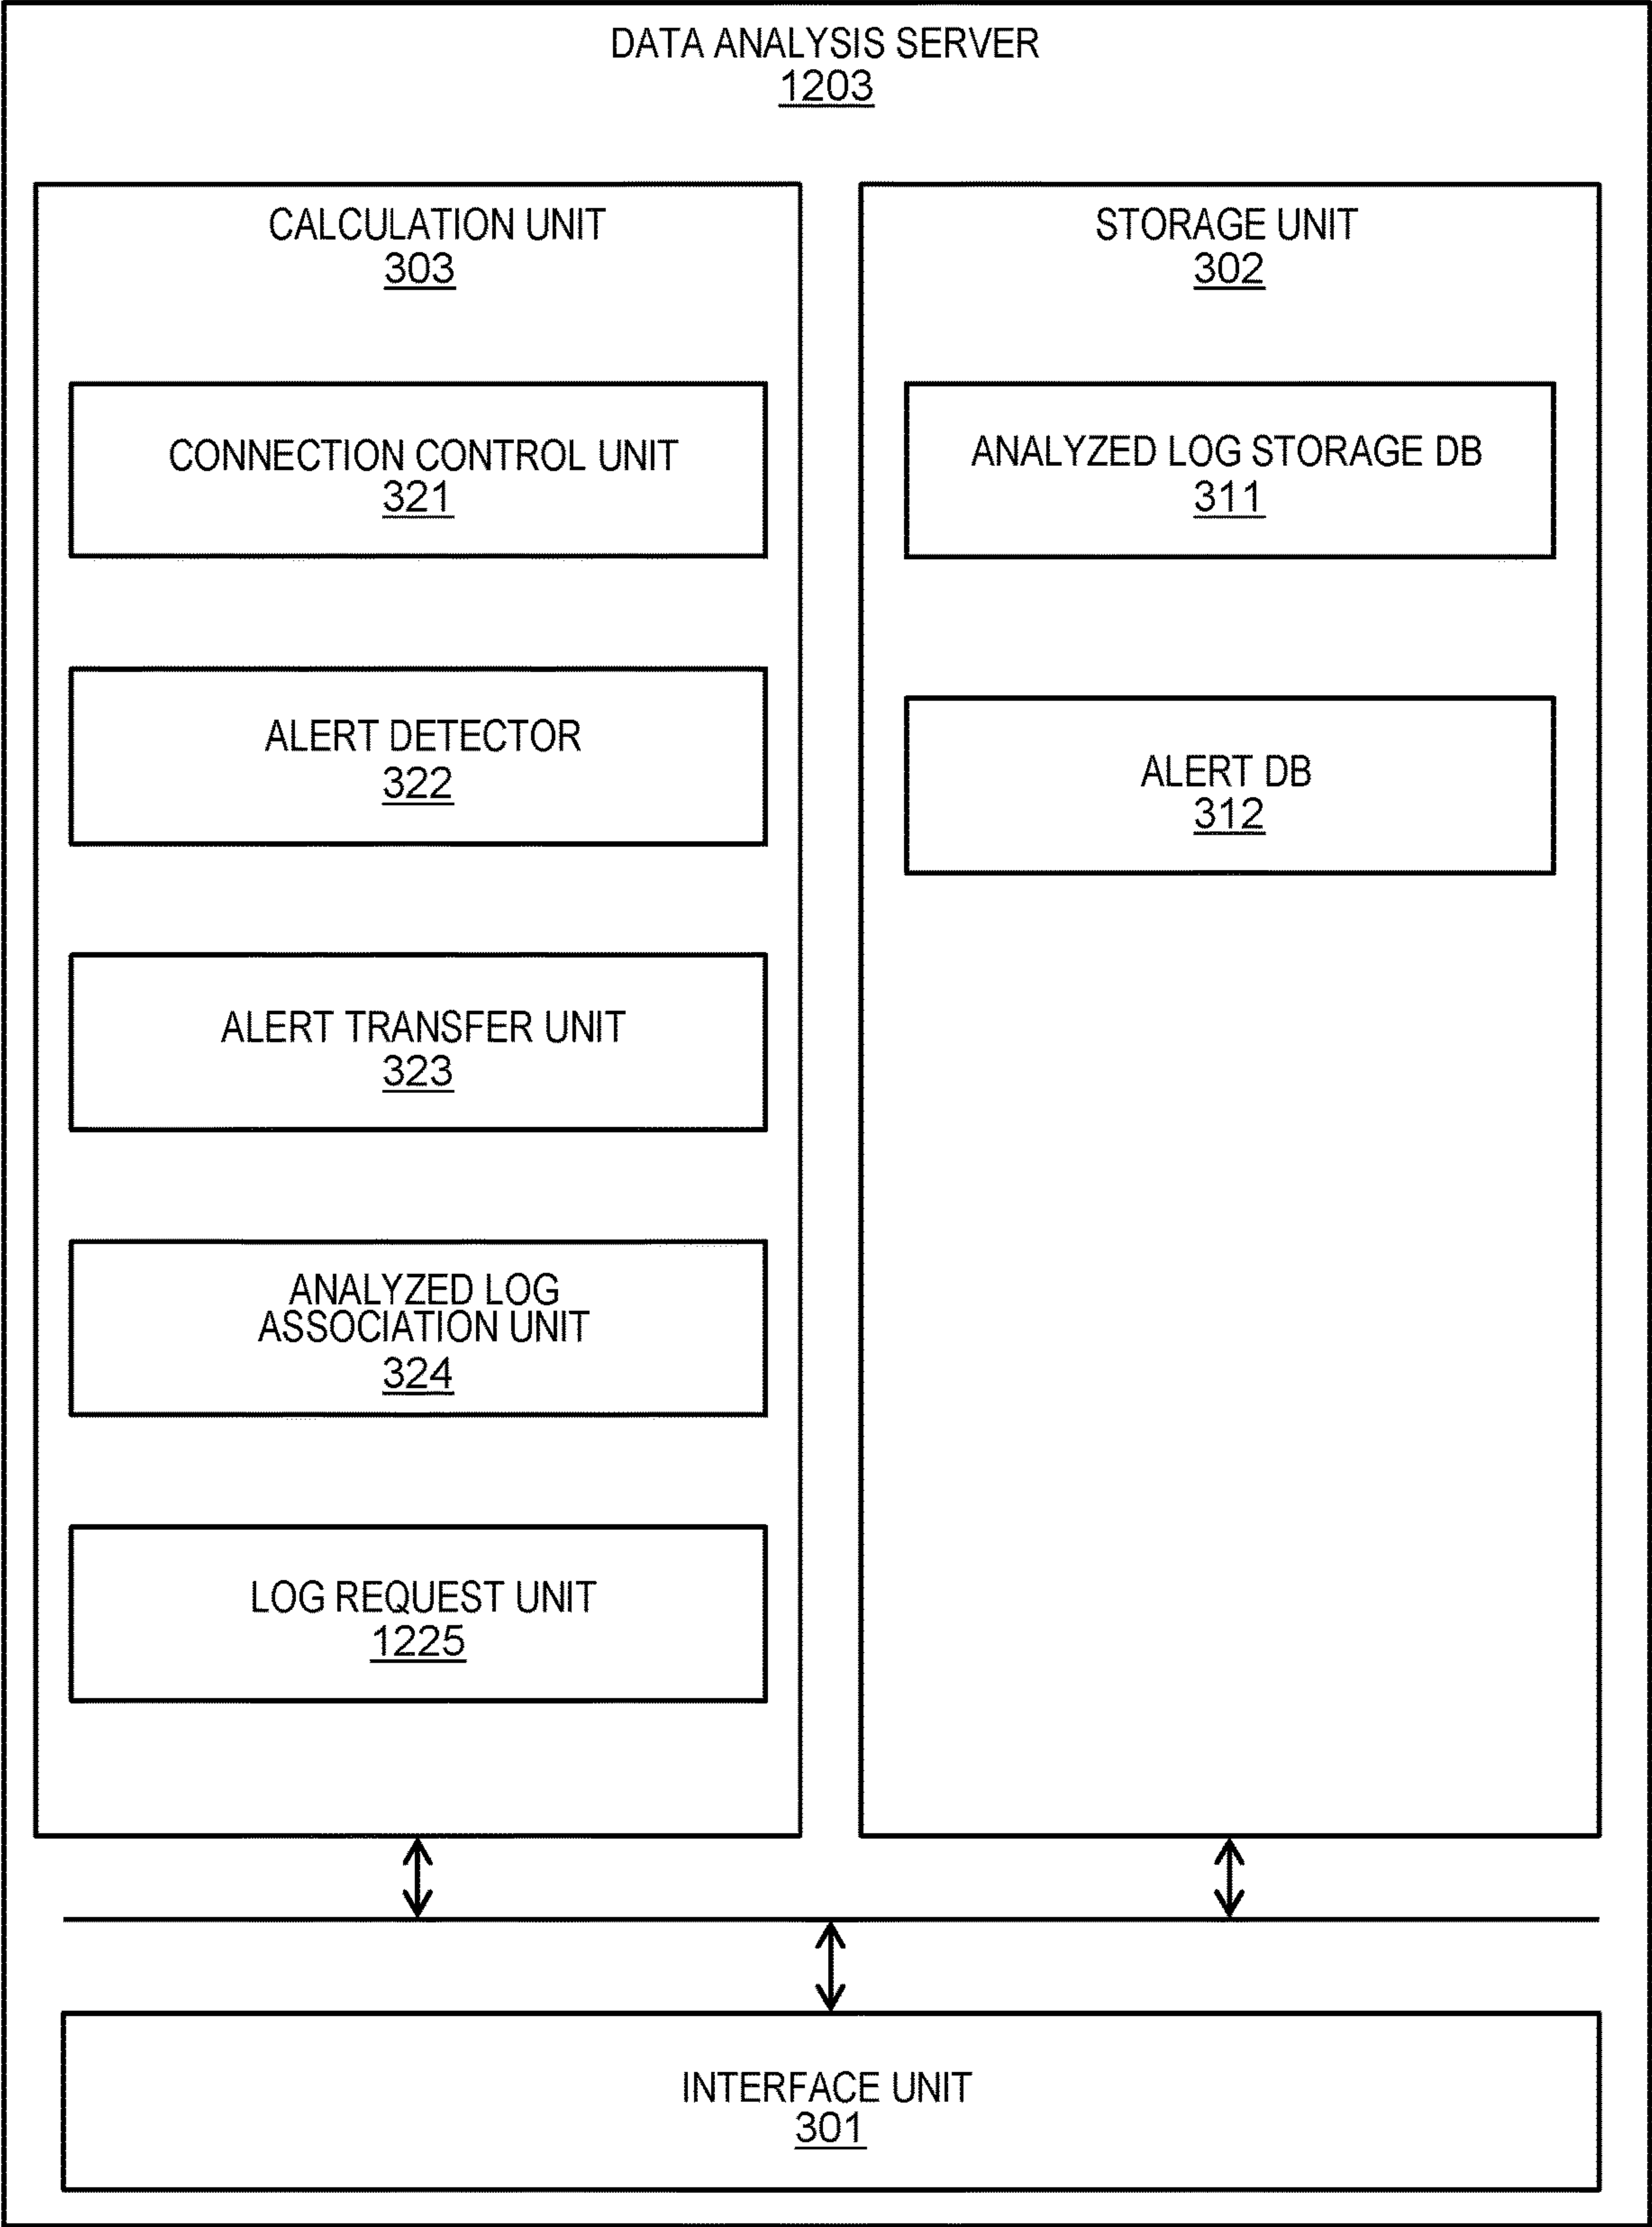 DATA ANALYSIS SERVER
1203
CALCULATION UNIT
303
CONNECTION CONTROL UNIT
321
ALERT DETECTOR
322
ALERT TRANSFER UNIT
323
ANALYZED LOG
ASSOCIATION UNIT
324
LOG REQUEST UNIT
1225
STORAGE UNIT
302
ANALYZED LOG STORAGE DB
311
ALERT DB
312
INTERFACE UNIT
301